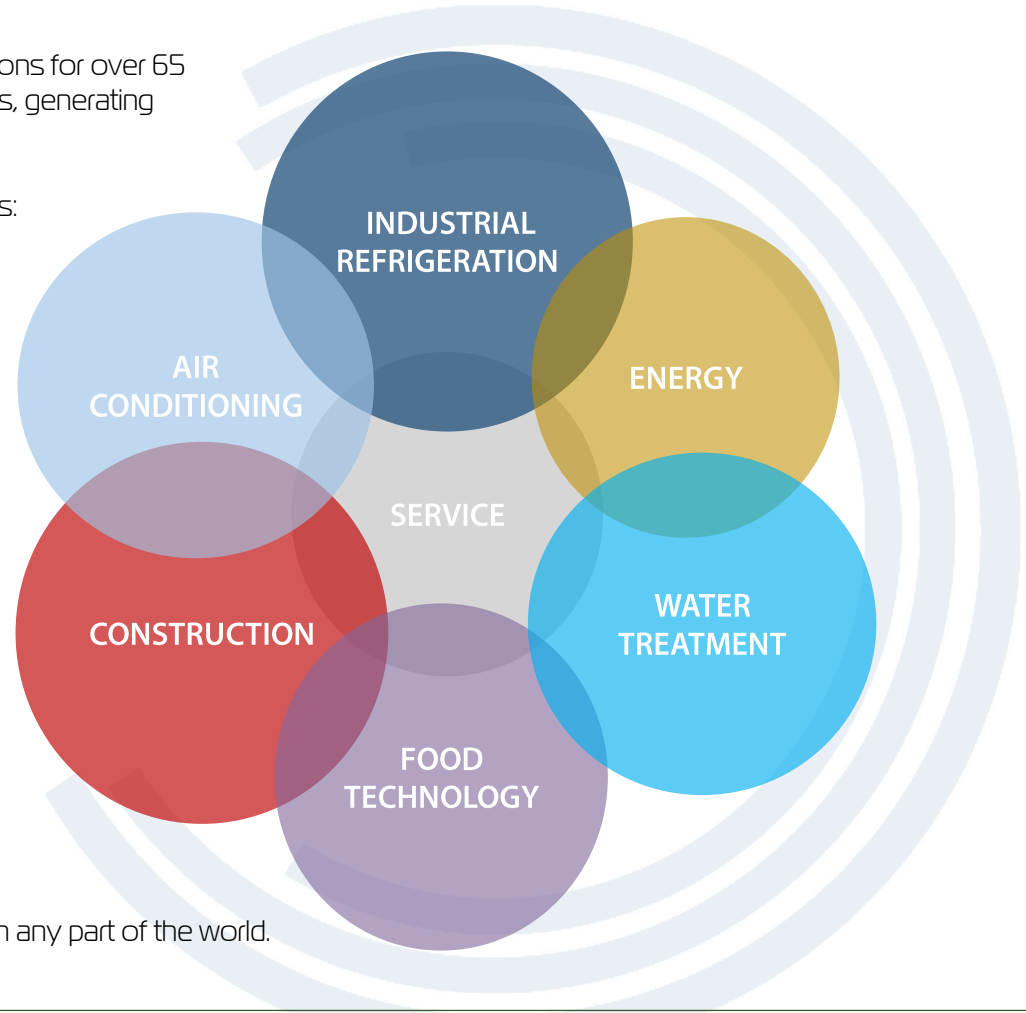 ons for over 65
s, generating
s:
INDUSTRIAL
REFRIGERATION
AIR
CONDITIONING
ENERGY
SERVICE
WATER
TREATMENT
CONSTRUCTION
FOOD
TECHNOLOGY
n any part of the world.